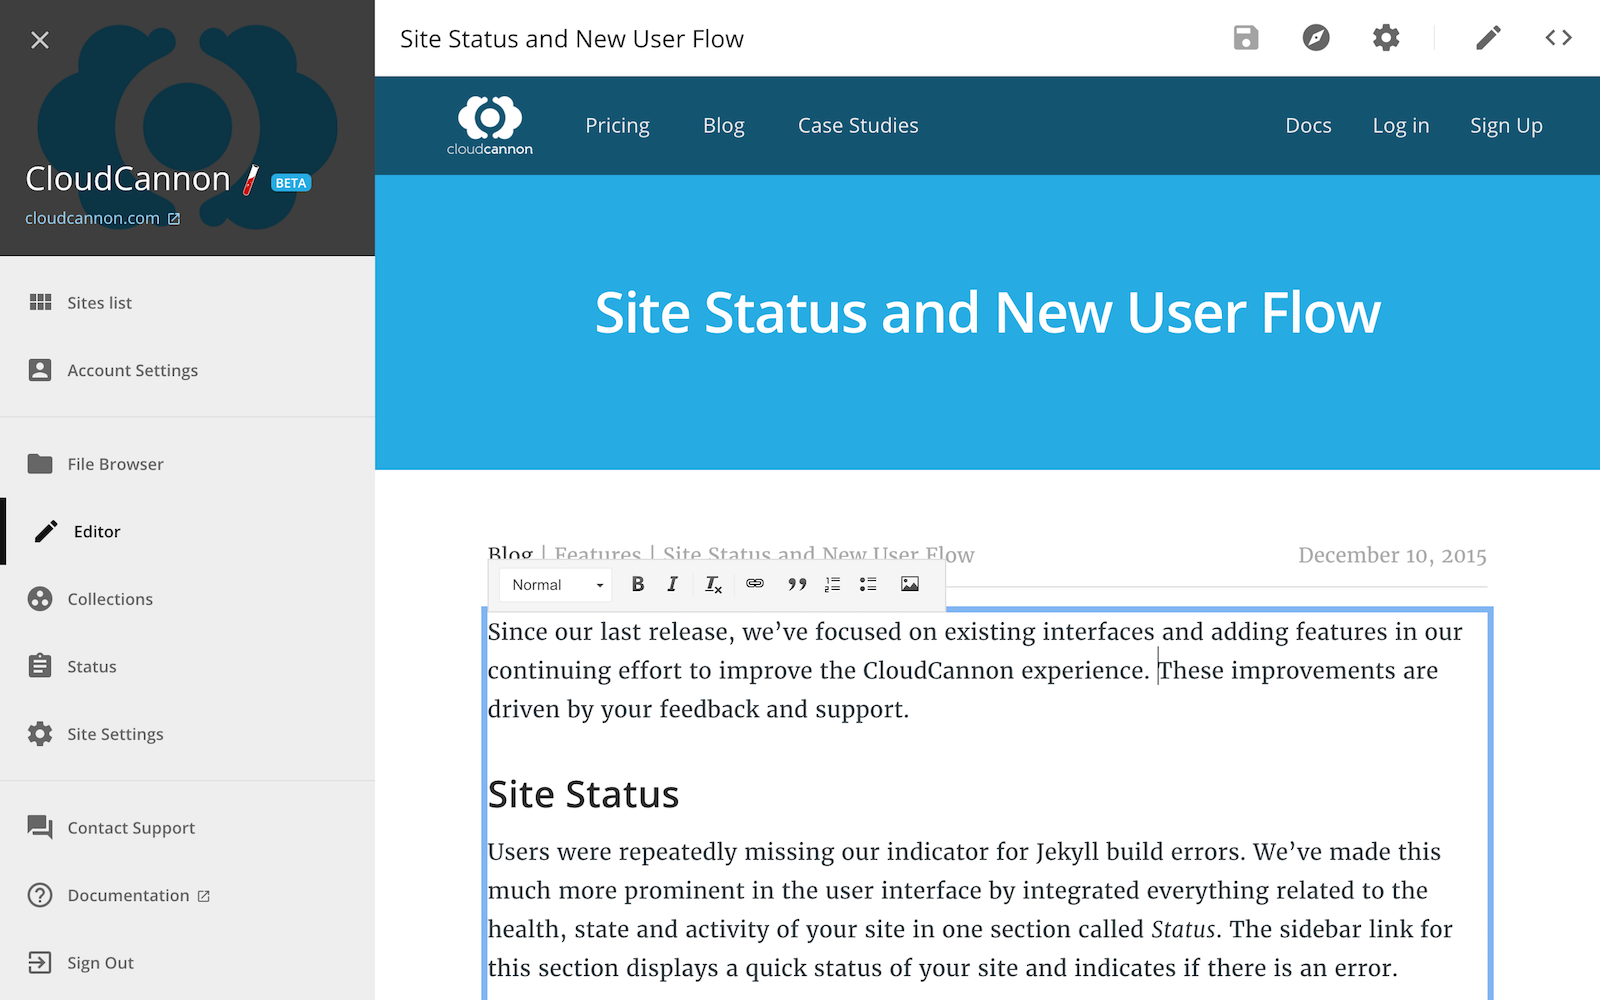 CloudCannon BETA
cloudcannon.com
Sites list
Account Settings
File Browser
Editor
Collections
Status
Site Settings
Contact Support
Documentation
Sign Out
Site Status and New User Flow
cloudcannon
Pricing Blog Case Studies Docs Log in Sign Up
Site Status and New User Flow
Blog | Features | Site Status and New User Flow December 10, 2015
Normal B I Tx
Since our last release, we’ve focused on existing interfaces and adding features in our
continuing effort to improve the CloudCannon experience. These improvements are
driven by your feedback and support.
Site Status
Users were repeatedly missing our indicator for Jekyll build errors. We’ve made this
much more prominent in the user interface by integrated everything related to the
health, state and activity of your site in one section called Status. The sidebar link for
this section displays a quick status of your site and indicates if there is an error.